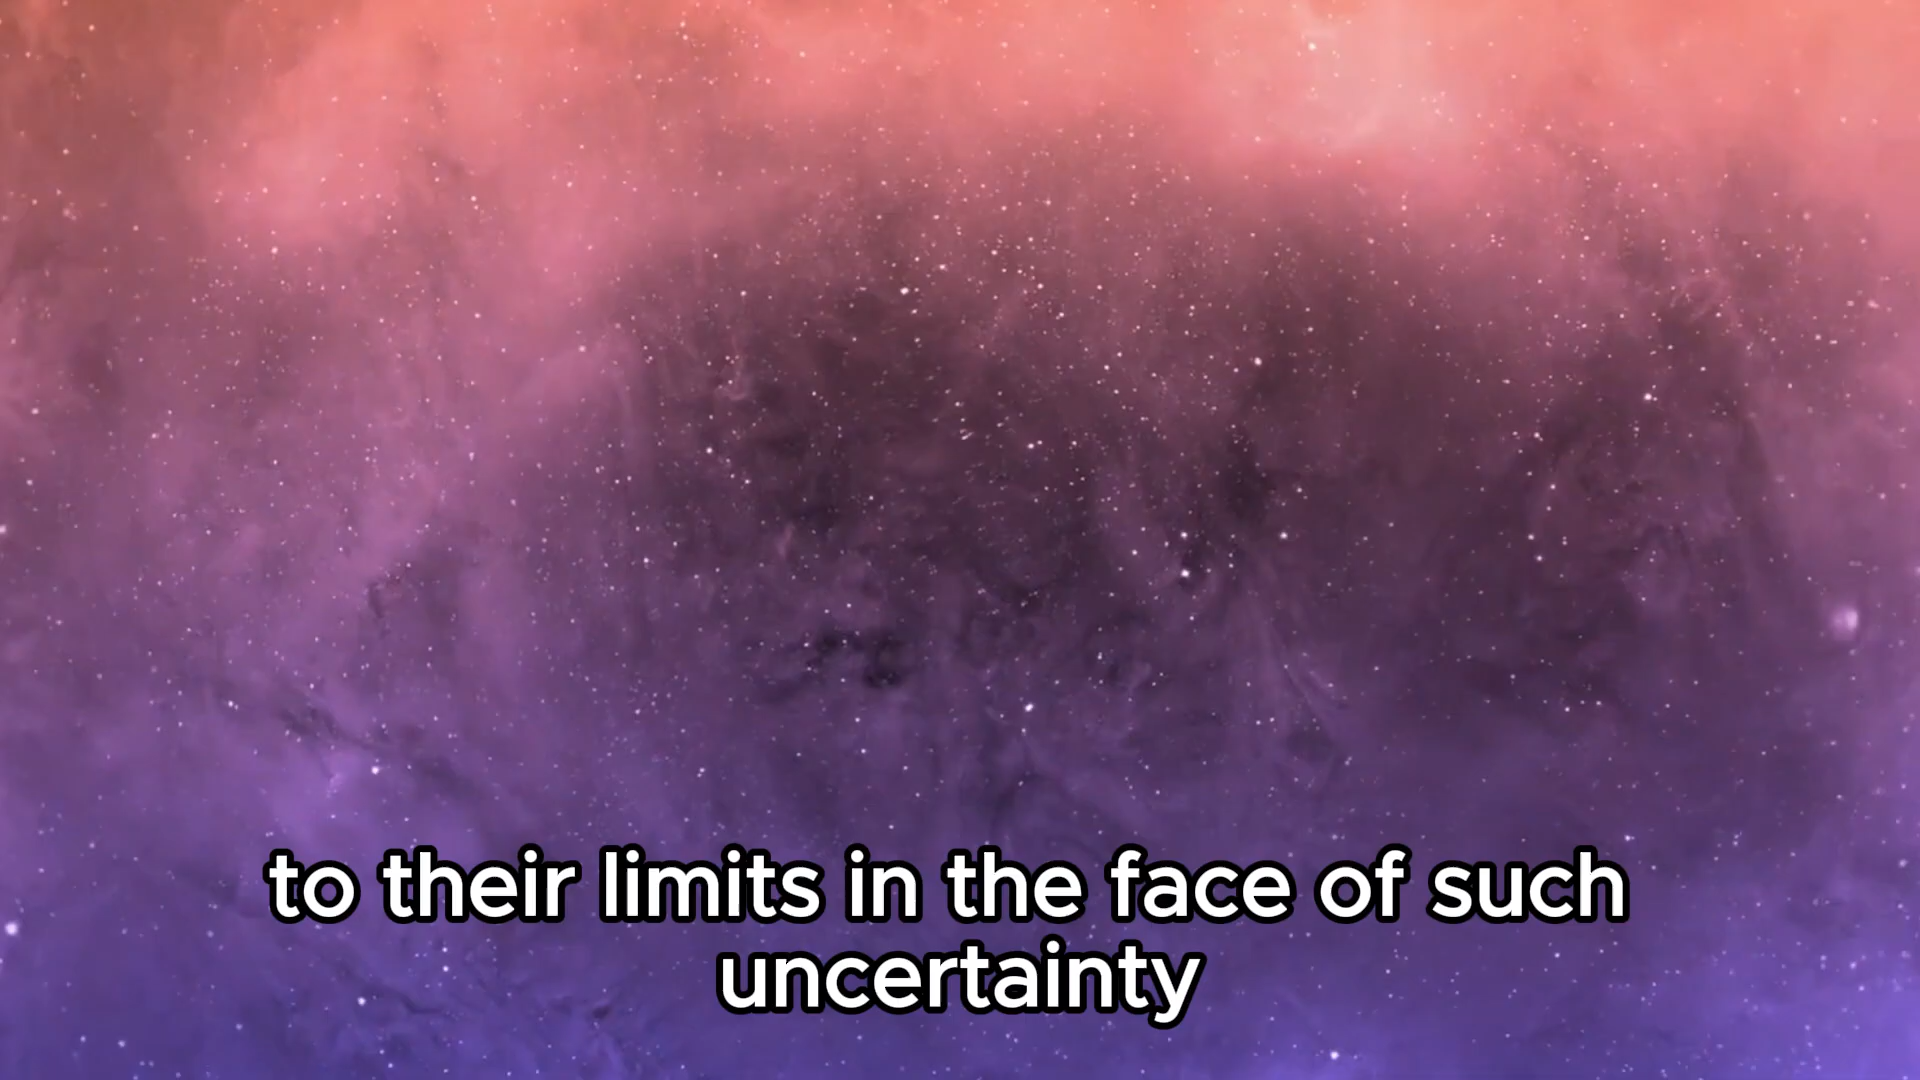 to their limits in the face of such
uncertainty